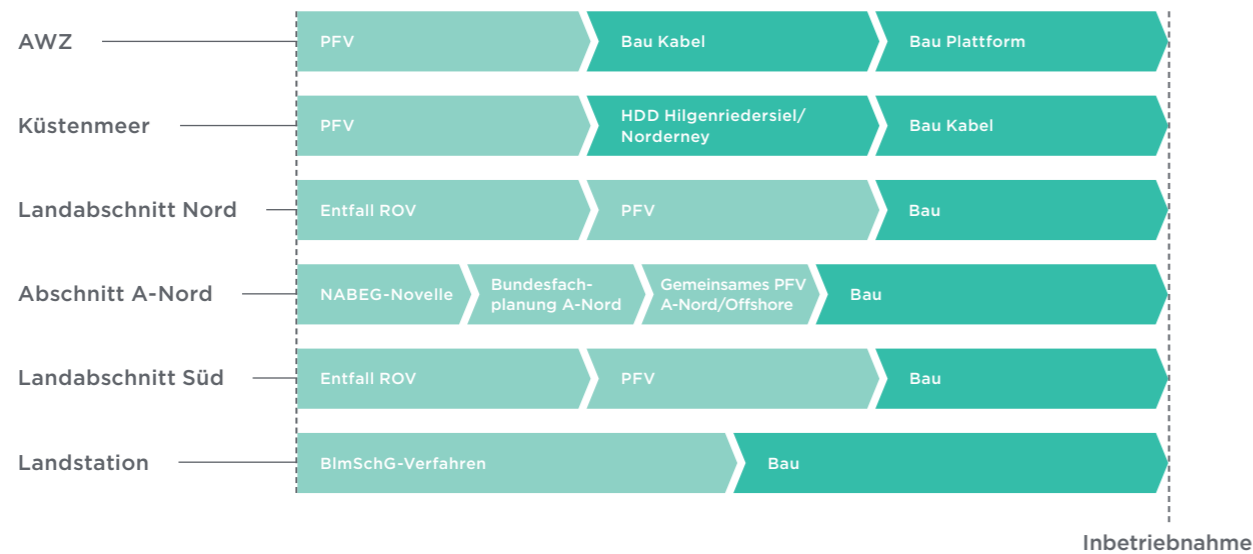 AWZ
PFV
Bau Kabel
Bau Plattform
Küstenmeer
PFV
HDD Hilgenriedersiel/
Norderney
Bau Kabel
Landabschnitt Nord
Entfall ROV
PFV
Bau
Abschnitt A-Nord
NABEG-Novelle
Bundesfach-
planung A-Nord
Gemeinsames PFV
A-Nord/Offshore
Bau
Landabschnitt Süd
Entfall ROV
PFV
Bau
Landstation
BImSchG-Verfahren
Bau
Inbetriebnahme